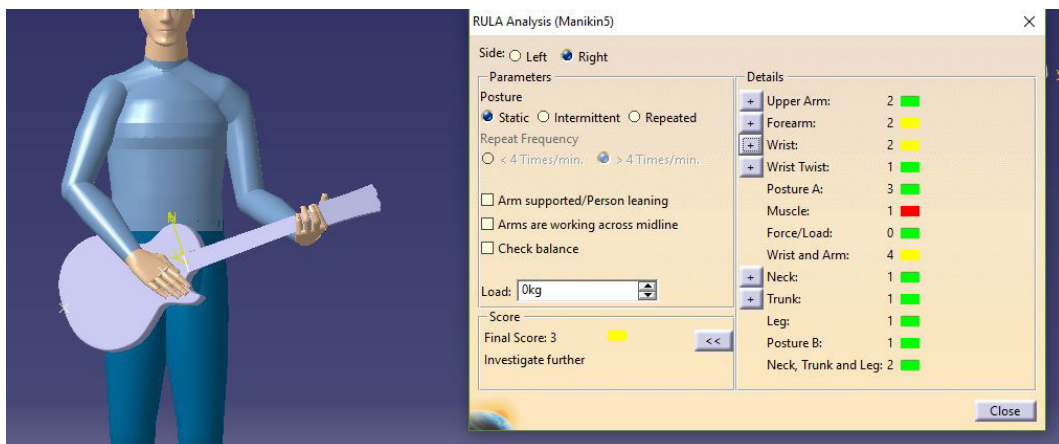 RULA Analysis (Manikin5)
Side: Left Right
Parameters
Posture
Static Intermittent Repeated
Repeat Frequency
< 4 Times/min. > 4 Times/min.
Arm supported/Person leaning
Arms are working across midline
Check balance
Load: 0kg
Score
Final Score: 3
<<
Investigate further
Details
+ Upper Arm: 2
+ Forearm: 2
+ Wrist: 2
+ Wrist Twist: 1
Posture A: 3
Muscle: 1
Force/Load: 0
Wrist and Arm: 4
+ Neck: 1
+ Trunk: 1
Leg: 1
Posture B: 1
Neck, Trunk and Leg: 2
Close